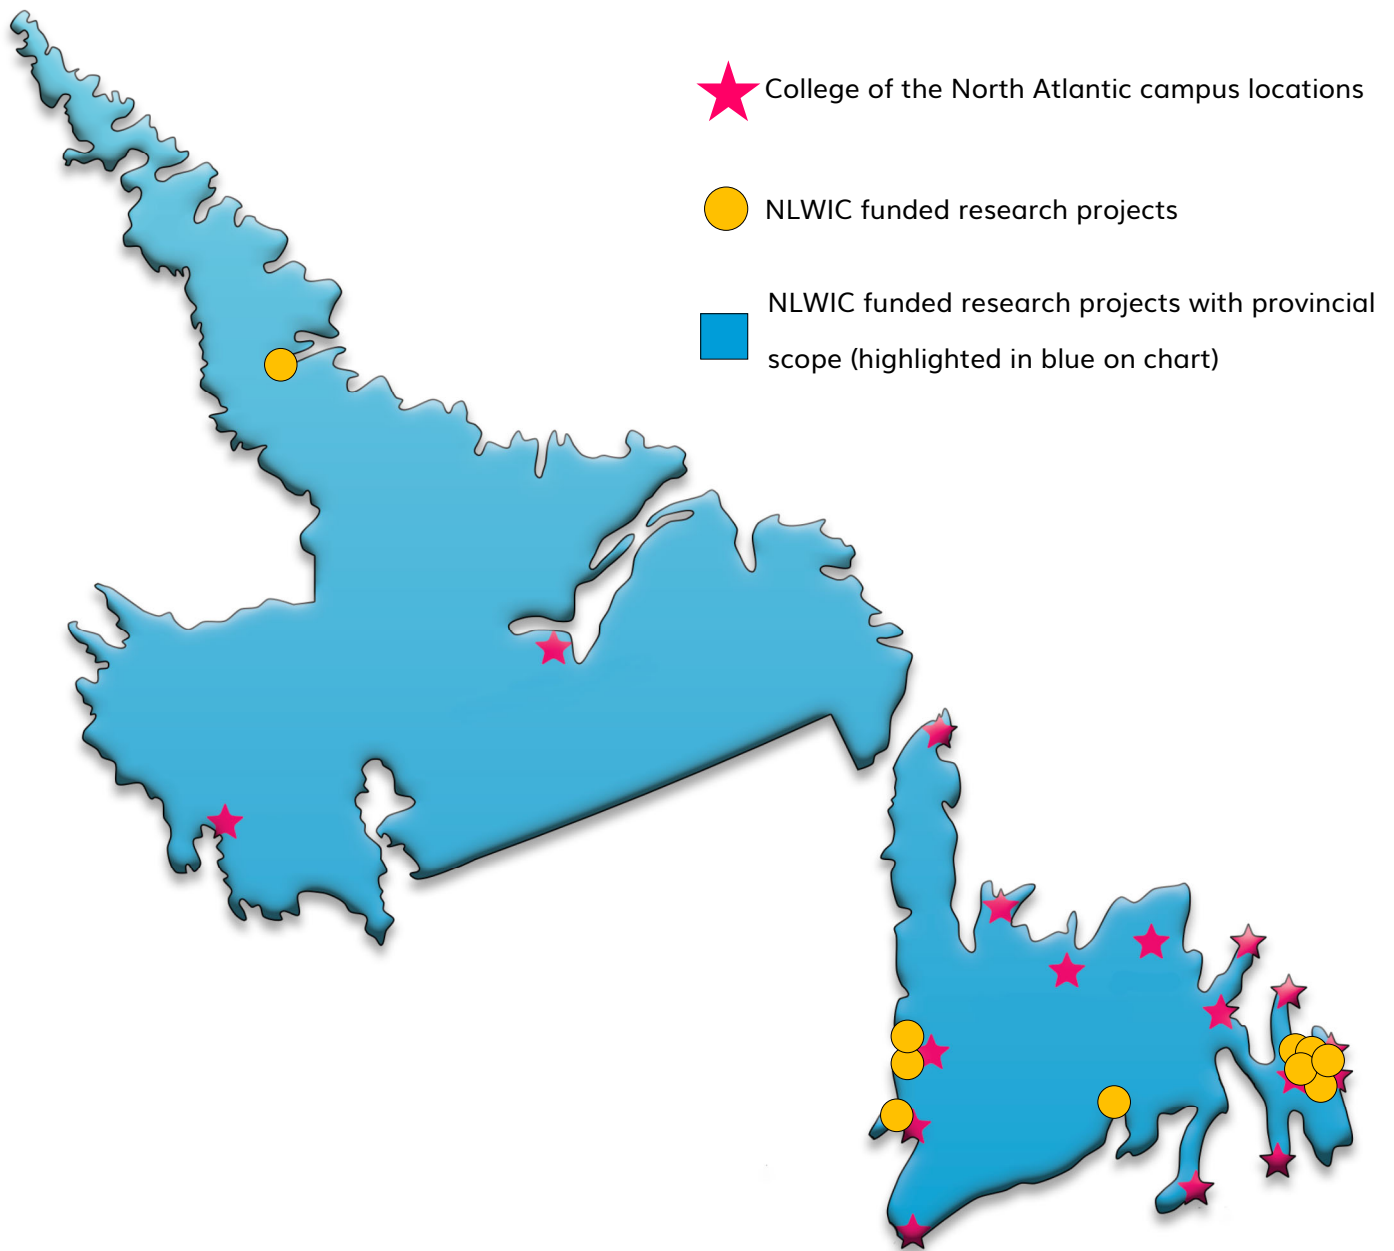 College of the North Atlantic campus locations
NLWIC funded research projects
NLWIC funded research projects with provincial
scope (highlighted in blue on chart)